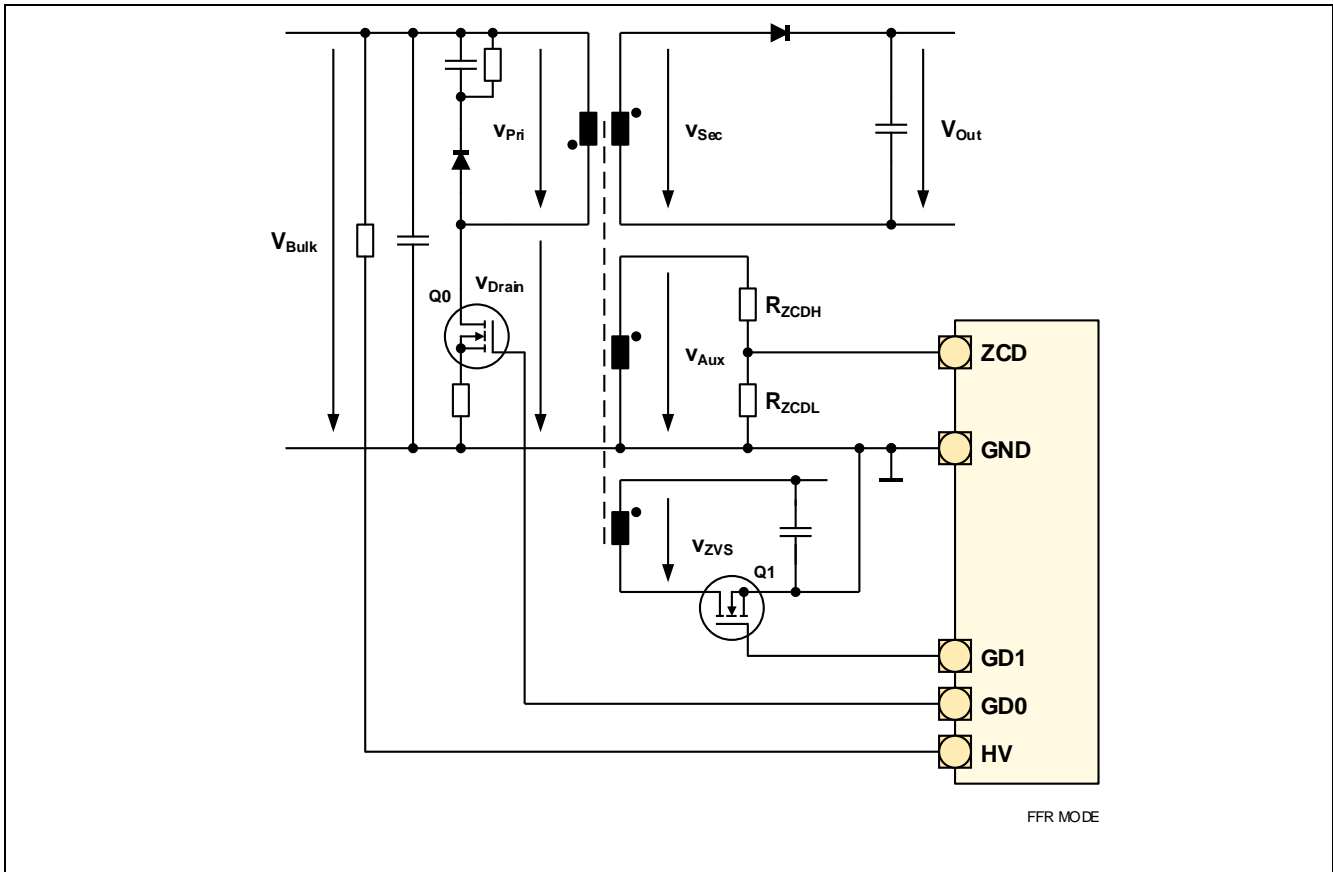 vPri
vSec
VOut
VBulk
vDrain
Q0
RZCDH
vAux
RZCDL
ZCD
GND
vZVS
Q1
GD1
GD0
HV
FFR MODE